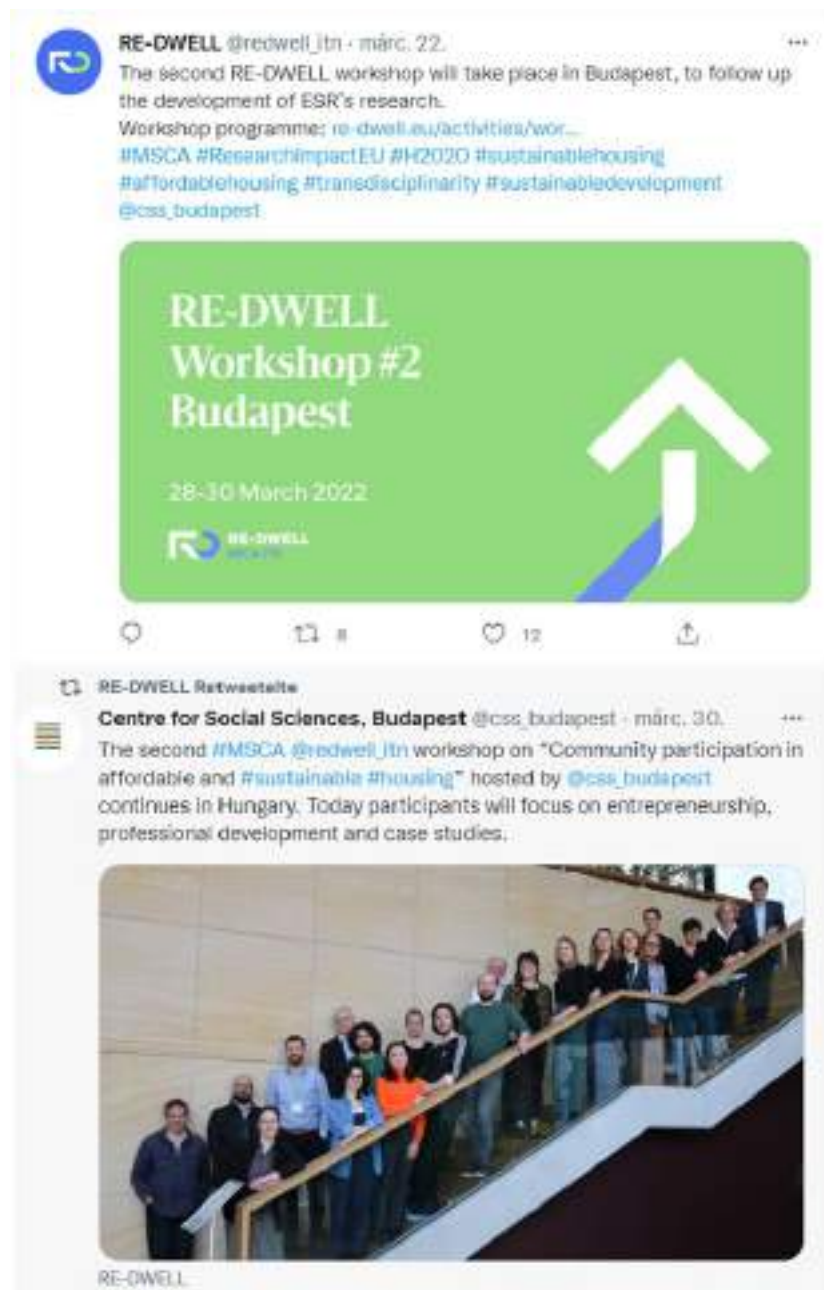 RE-DWELL @redwell_itn · márc. 22.
The second RE-DWELL workshop will take place in Budapest, to follow up
the development of ESR's research.
Workshop programme: re-dwell.eu/activities/wor...
#MSCA #ResearchImpactEU #H2020 #sustainablehousing
#affordablehousing #transdisciplinarity #sustainabledevelopment
@css_budapest
RE-DWELL
Workshop #2
Budapest
28-30 March 2022
RE-DWELL
8 12
RE-DWELL Retweetelte
Centre for Social Sciences, Budapest @css_budapest · márc. 30.
The second #MSCA @redwell_itn workshop on "Community participation in
affordable and #sustainable #housing" hosted by @css_budapest
continues in Hungary. Today participants will focus on entrepreneurship,
professional development and case studies.
RE-DWELL